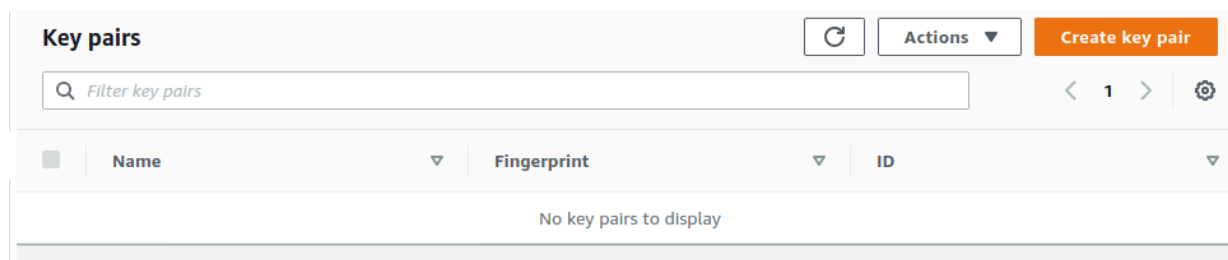 Key pairs Actions Create key pair
Filter key pairs 1
Name Fingerprint ID
No key pairs to display